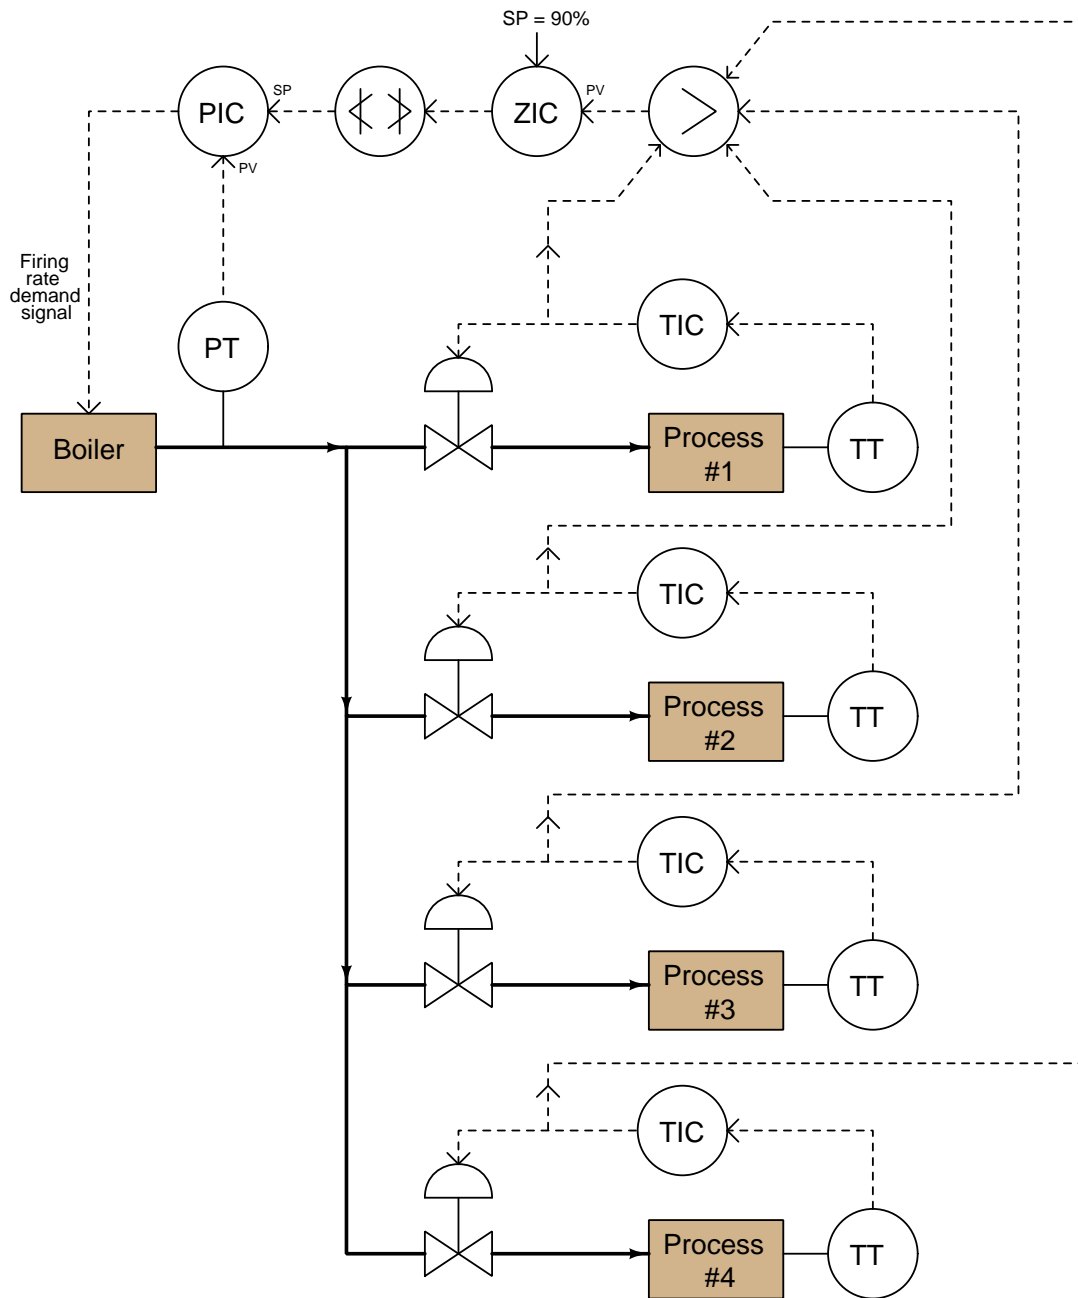 SP = 90%
PIC
SP
ZIC
PV
>
PV
Firing
rate
demand
signal
PT
TIC
Boiler
Process
#1
TT
TIC
Process
#2
TT
TIC
Process
#3
TT
TIC
Process
#4
TT